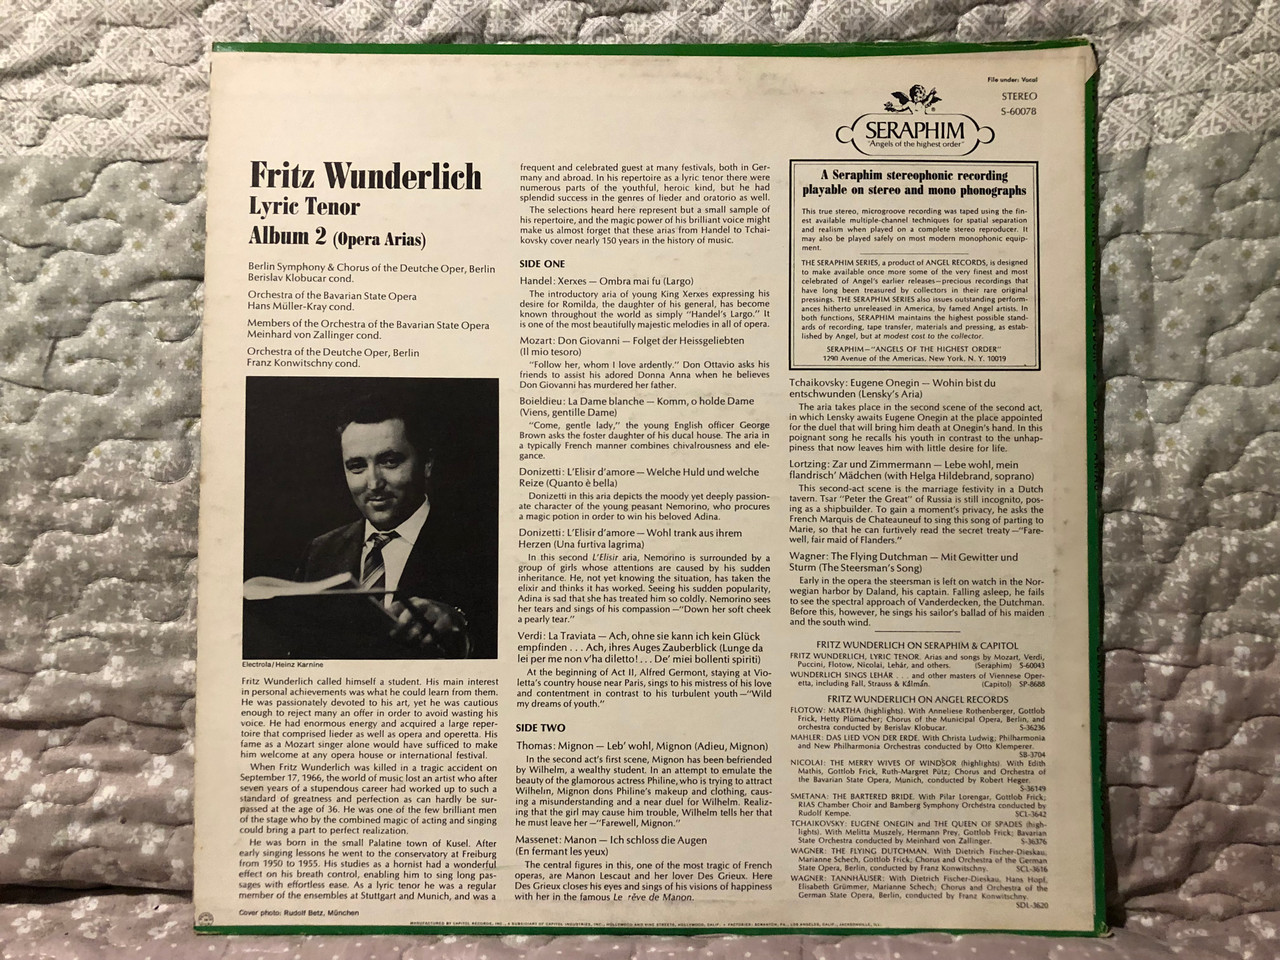 File under: Vocal
STEREO
S-60078
SERAPHIM
"Angels of the highest order"
Fritz Wunderlich
Lyric Tenor
Album 2 (Opera Arias)
Berlin Symphony & Chorus of the Deutche Oper, Berlin
Berislav Klobucar cond.
Orchestra of the Bavarian State Opera
Hans Müller-Kray cond.
Members of the Orchestra of the Bavarian State Opera
Meinhard von Zallinger cond.
Orchestra of the Deutche Oper, Berlin
Franz Konwitschny cond.
Electrola/Heinz Karnine
Fritz Wunderlich called himself a student. His main interest
in personal achievements was what he could learn from them.
He was passionately devoted to his art, yet he was cautious
enough to reject many an offer in order to avoid wasting his
voice. He had enormous energy and acquired a large reper-
toire that comprised lieder as well as opera and operetta. His
fame as a Mozart singer alone would have sufficed to make
him welcome at any opera house or international festival.
When Fritz Wunderlich was killed in a tragic accident on
September 17, 1966, the world of music lost an artist who after
seven years of a stupendous career had worked up to such a
standard of greatness and perfection as can hardly be sur-
passed at the age of 36. He was one of the few brilliant men
of the stage who by the combined magic of acting and singing
could bring a part to perfect realization.
He was born in the small Palatine town of Kusel. After
early singing lessons he went to the conservatory at Freiburg
from 1950 to 1955. His studies as a hornist had a wonderful
effect on his breath control, enabling him to sing long pas-
sages with effortless ease. As a lyric tenor he was a regular
member of the ensembles at Stuttgart and Munich, and was a
Cover photo: Rudolf Betz, München
frequent and celebrated guest at many festivals, both in Ger-
many and abroad. In his repertoire as a lyric tenor there were
numerous parts of the youthful, heroic kind, but he had
splendid success in the genres of lieder and oratorio as well.
The selections heard here represent but a small sample of
his repertoire, and the magic power of his brilliant voice might
make us almost forget that these arias from Handel to Tchai-
kovsky cover nearly 150 years in the history of music.
SIDE ONE
Handel: Xerxes — Ombra mai fu (Largo)
The introductory aria of young King Xerxes expressing his
desire for Romilda, the daughter of his general, has become
known throughout the world as simply "Handel's Largo." It
is one of the most beautifully majestic melodies in all of opera.
Mozart: Don Giovanni — Folget der Heissgeliebten
(Il mio tesoro)
"Follow her, whom I love ardently." Don Ottavio asks his
friends to assist his adored Donna Anna when he believes
Don Giovanni has murdered her father.
Boieldieu: La Dame blanche — Komm, o holde Dame
(Viens, gentille Dame)
"Come, gentle lady," the young English officer George
Brown asks the foster daughter of his ducal house. The aria in
a typically French manner combines chivalrousness and ele-
gance.
Donizetti: L'Elisir d'amore — Welche Huld und welche
Reize (Quanto è bella)
Donizetti in this aria depicts the moody yet deeply passion-
ate character of the young peasant Nemorino, who procures
a magic potion in order to win his beloved Adina.
Donizetti: L'Elisir d'amore — Wohl trank aus ihrem
Herzen (Una furtiva lagrima)
In this second L'Elisir aria, Nemorino is surrounded by a
group of girls whose attentions are caused by his sudden
inheritance. He, not yet knowing the situation, has taken the
elixir and thinks it has worked. Seeing his sudden popularity,
Adina is sad that she has treated him so coldly. Nemorino sees
her tears and sings of his compassion — "Down her soft cheek
a pearly tear."
Verdi: La Traviata — Ach, ohne sie kann ich kein Glück
empfinden . . . Ach, ihres Auges Zauberblick (Lunge da
lei per me non v'ha diletto! . . . De' miei bollenti spiriti)
At the beginning of Act II, Alfred Germont, staying at Vio-
letta's country house near Paris, sings to his mistress of his love
and contentment in contrast to his turbulent youth — "Wild
my dreams of youth."
SIDE TWO
Thomas: Mignon — Leb' wohl, Mignon (Adieu, Mignon)
In the second act's first scene, Mignon has been befriended
by Wilhelm, a wealthy student. In an attempt to emulate the
beauty of the glamorous actress Philine, who is trying to attract
Wilhelm, Mignon dons Philine's makeup and clothing, caus-
ing a misunderstanding and a near duel for Wilhelm. Realiz-
ing that the girl may cause him trouble, Wilhelm tells her that
he must leave her — "Farewell, Mignon."
Massenet: Manon — Ich schloss die Augen
(En fermant les yeux)
The central figures in this, one of the most tragic of French
operas, are Manon Lescaut and her lover Des Grieux. Here
Des Grieux closes his eyes and sings of his visions of happiness
with her in the famous Le rêve de Manon.
A Seraphim stereophonic recording
playable on stereo and mono phonographs
This true stereo, microgroove recording was taped using the fin-
est available multiple-channel techniques for spatial separation
and realism when played on a complete stereo reproducer. It
may also be played safely on most modern monophonic equip-
ment.
THE SERAPHIM SERIES, a product of ANGEL RECORDS, is designed
to make available once more some of the very finest and most
celebrated of Angel's earlier releases—precious recordings that
have long been treasured by collectors in their rare original
pressings. THE SERAPHIM SERIES also issues outstanding perform-
ances hitherto unreleased in America, by famed Angel artists. In
both functions, SERAPHIM maintains the highest possible stand-
ards of recording, tape transfer, materials and pressing, as estab-
lished by Angel, but at modest cost to the collector.
SERAPHIM—"ANGELS OF THE HIGHEST ORDER"
1290 Avenue of the Americas, New York, N. Y. 10019
Tchaikovsky: Eugene Onegin — Wohin bist du
entschwunden (Lensky's Aria)
The aria takes place in the second scene of the second act,
in which Lensky awaits Eugene Onegin at the place appointed
for the duel that will bring him death at Onegin's hand. In this
poignant song he recalls his youth in contrast to the unhap-
piness that now leaves him with little desire for life.
Lortzing: Zar und Zimmermann — Lebe wohl, mein
flandrisch' Mädchen (with Helga Hildebrand, soprano)
This second-act scene is the marriage festivity in a Dutch
tavern. Tsar "Peter the Great" of Russia is still incognito, pos-
ing as a shipbuilder. To gain a moment's privacy, he asks the
French Marquis de Chateauneuf to sing this song of parting to
Marie, so that he can furtively read the secret treaty — "Fare-
well, fair maid of Flanders."
Wagner: The Flying Dutchman — Mit Gewitter und
Sturm (The Steersman's Song)
Early in the opera the steersman is left on watch in the Nor-
wegian harbor by Daland, his captain. Falling asleep, he fails
to see the spectral approach of Vanderdecken, the Dutchman.
Before this, however, he sings his sailor's ballad of his maiden
and the south wind.
FRITZ WUNDERLICH ON SERAPHIM & CAPITOL
FRITZ WUNDERLICH, LYRIC TENOR. Arias and songs by Mozart, Verdi,
Puccini, Flotow, Nicolai, Lehár, and others. (Seraphim) S-60043
WUNDERLICH SINGS LEHÁR . . . and other masters of Viennese Oper-
etta, including Fall, Strauss & Kálmán. (Capitol) SP-8688
FRITZ WUNDERLICH ON ANGEL RECORDS
FLOTOW: MARTHA (highlights). With Anneliese Rothenberger, Gottlob
Frick, Hetty Plümacher; Chorus of the Municipal Opera, Berlin, and
orchestra conducted by Berislav Klobucar. S-36236
MAHLER: DAS LIED VON DER ERDE. With Christa Ludwig; Philharmonia
and New Philharmonia Orchestras conducted by Otto Klemperer.
SB-3704
NICOLAI: THE MERRY WIVES OF WINDSOR (highlights). With Edith
Mathis, Gottlob Frick, Ruth-Margret Pütz; Chorus and Orchestra of
the Bavarian State Opera, Munich, conducted by Robert Heger.
S-36149
SMETANA: THE BARTERED BRIDE. With Pilar Lorengar, Gottlob Frick;
RIAS Chamber Choir and Bamberg Symphony Orchestra conducted by
Rudolf Kempe. SCL-3642
TCHAIKOVSKY: EUGENE ONEGIN and THE QUEEN OF SPADES (high-
lights). With Melitta Muszely, Hermann Prey, Gottlob Frick; Bavarian
State Orchestra conducted by Meinhard von Zallinger. S-36376
WAGNER: THE FLYING DUTCHMAN. With Dietrich Fischer-Dieskau,
Marianne Schech, Gottlob Frick; Chorus and Orchestra of the German
State Opera, Berlin, conducted by Franz Konwitschny. SCL-3616
WAGNER: TANNHÄUSER: With Dietrich Fischer-Dieskau, Hans Hopf,
Elisabeth Grümmer, Marianne Schech; Chorus and Orchestra of the
German State Opera, Berlin, conducted by Franz Konwitschny.
SDL-3620
MANUFACTURED BY CAPITOL RECORDS, INC., A SUBSIDIARY OF CAPITOL INDUSTRIES, INC., HOLLYWOOD AND VINE STREETS, HOLLYWOOD, CALIF. • FACTORIES: SCRANTON, PA., LOS ANGELES, CALIF., JACKSONVILLE, ILL.